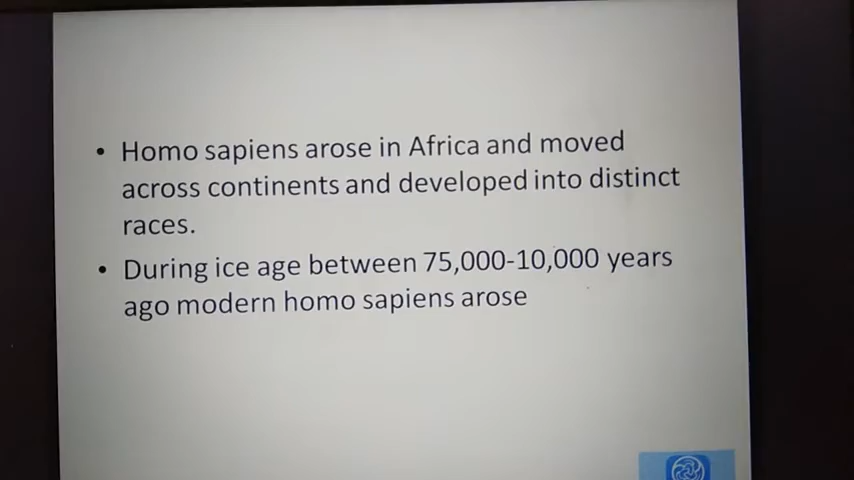 • Homo sapiens arose in Africa and moved
across continents and developed into distinct
races.
• During ice age between 75,000-10,000 years
ago modern homo sapiens arose